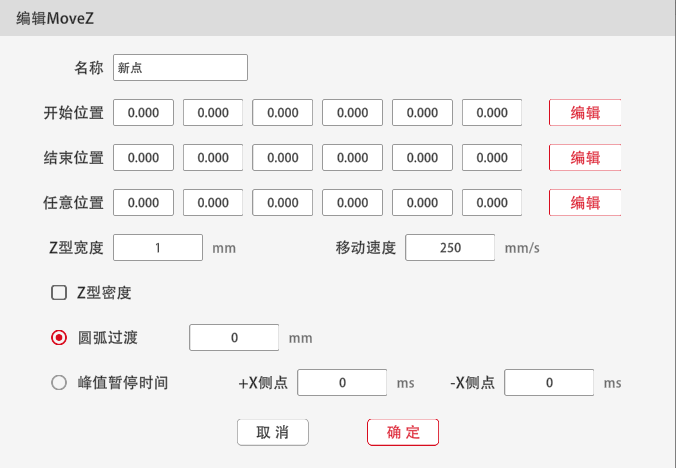 编辑MoveZ
名称 新点
开始位置 0.000 0.000 0.000 0.000 0.000 0.000 编辑
结束位置 0.000 0.000 0.000 0.000 0.000 0.000 编辑
任意位置 0.000 0.000 0.000 0.000 0.000 0.000 编辑
Z型宽度 1 mm 移动速度 250 mm/s
Z型密度
圆弧过渡 0 mm
峰值暂停时间 +X侧点 0 ms -X侧点 0 ms
取消 确定